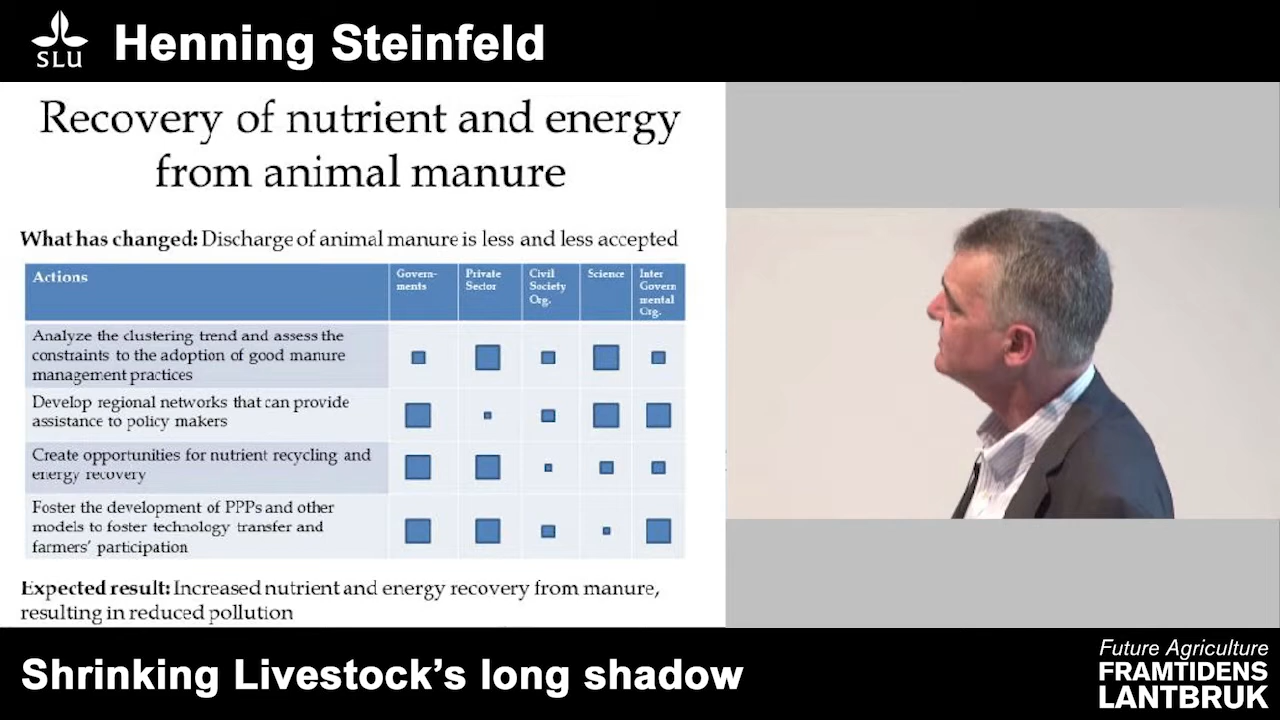 SLU
Henning Steinfeld
Recovery of nutrient and energy
from animal manure
What has changed: Discharge of animal manure is less and less accepted
Actions
Govern-
ments
Private
Sector
Civil
Society
Org.
Science
Inter
Govern
mental
Org.
Analyze the clustering trend and assess the
constraints to the adoption of good manure
management practices
Develop regional networks that can provide
assistance to policy makers
Create opportunities for nutrient recycling and
energy recovery
Foster the development of PPPs and other
models to foster technology transfer and
farmers' participation
Expected result: Increased nutrient and energy recovery from manure,
resulting in reduced pollution
Shrinking Livestock's long shadow
Future Agriculture
FRAMTIDENS
LANTBRUK